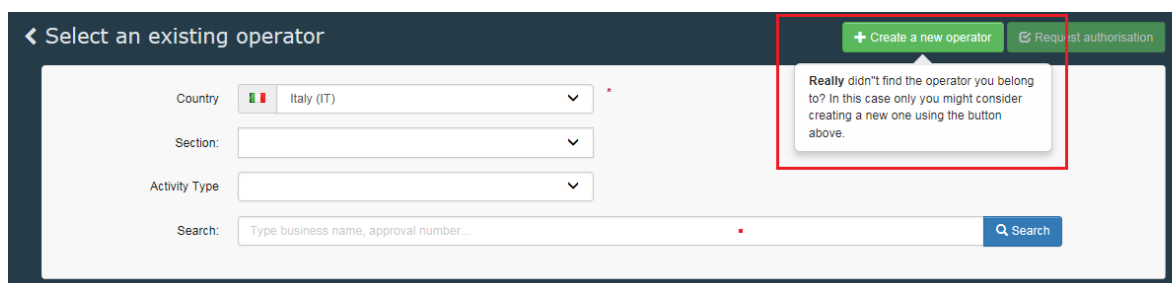 Select an existing operator
Create a new operator
Request authorisation
Really didn"t find the operator you belong
to? In this case only you might consider
creating a new one using the button
above.
Country
Italy (IT)
*
Section:
Activity Type
Search:
Type business name, approval number...
Search